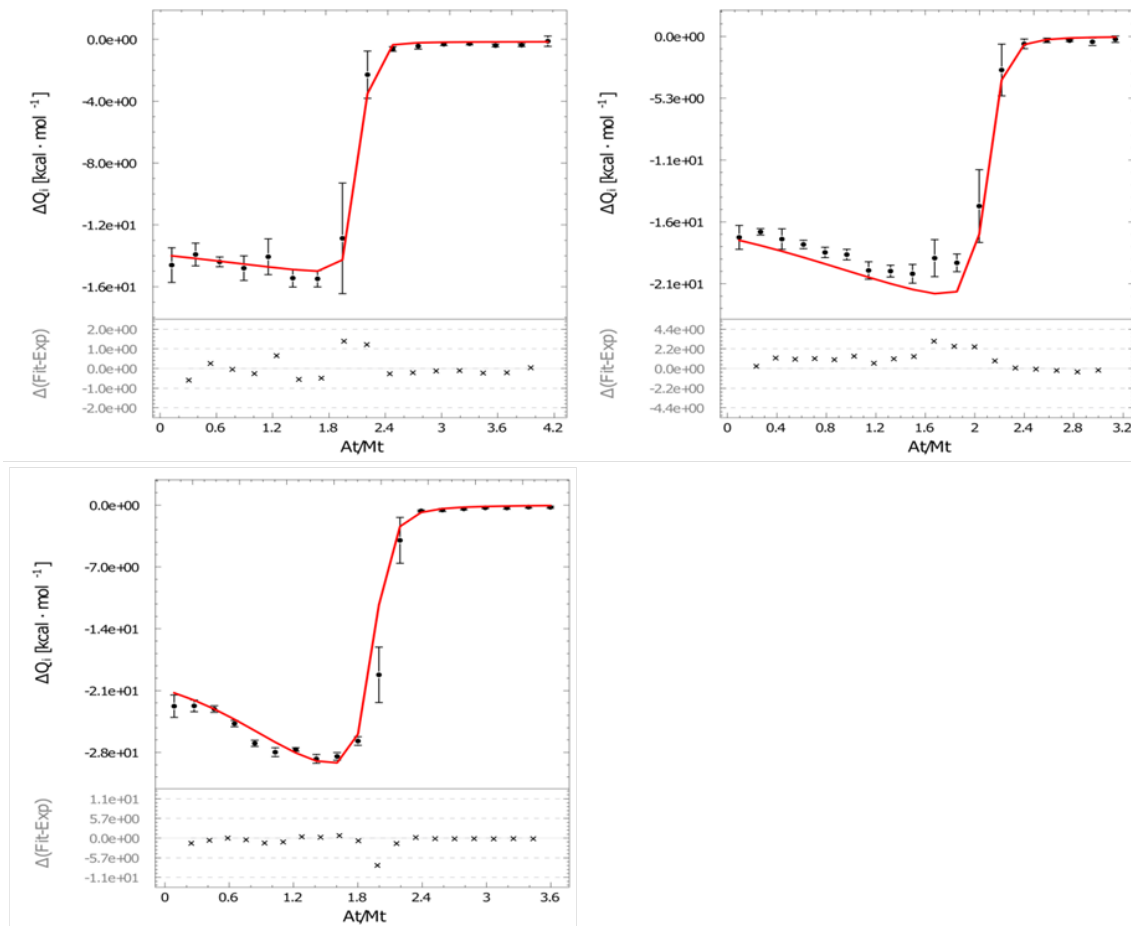 0.0e+00
-4.0e+00
-8.0e+00
-1.2e+01
-1.6e+01
ΔQi [kcal · mol -1]
2.0e+00
1.0e+00
0.0e+00
-1.0e+00
-2.0e+00
Δ(Fit-Exp)
0 0.6 1.2 1.8 2.4 3 3.6 4.2
At/Mt
0.0e+00
-5.3e+00
-1.1e+01
-1.6e+01
-2.1e+01
ΔQi [kcal · mol -1]
4.4e+00
2.2e+00
0.0e+00
-2.2e+00
-4.4e+00
Δ(Fit-Exp)
0 0.4 0.8 1.2 1.6 2 2.4 2.8 3.2
At/Mt
0.0e+00
-7.0e+00
-1.4e+01
-2.1e+01
-2.8e+01
ΔQi [kcal · mol -1]
1.1e+01
5.7e+00
0.0e+00
-5.7e+00
-1.1e+01
Δ(Fit-Exp)
0 0.6 1.2 1.8 2.4 3 3.6
At/Mt